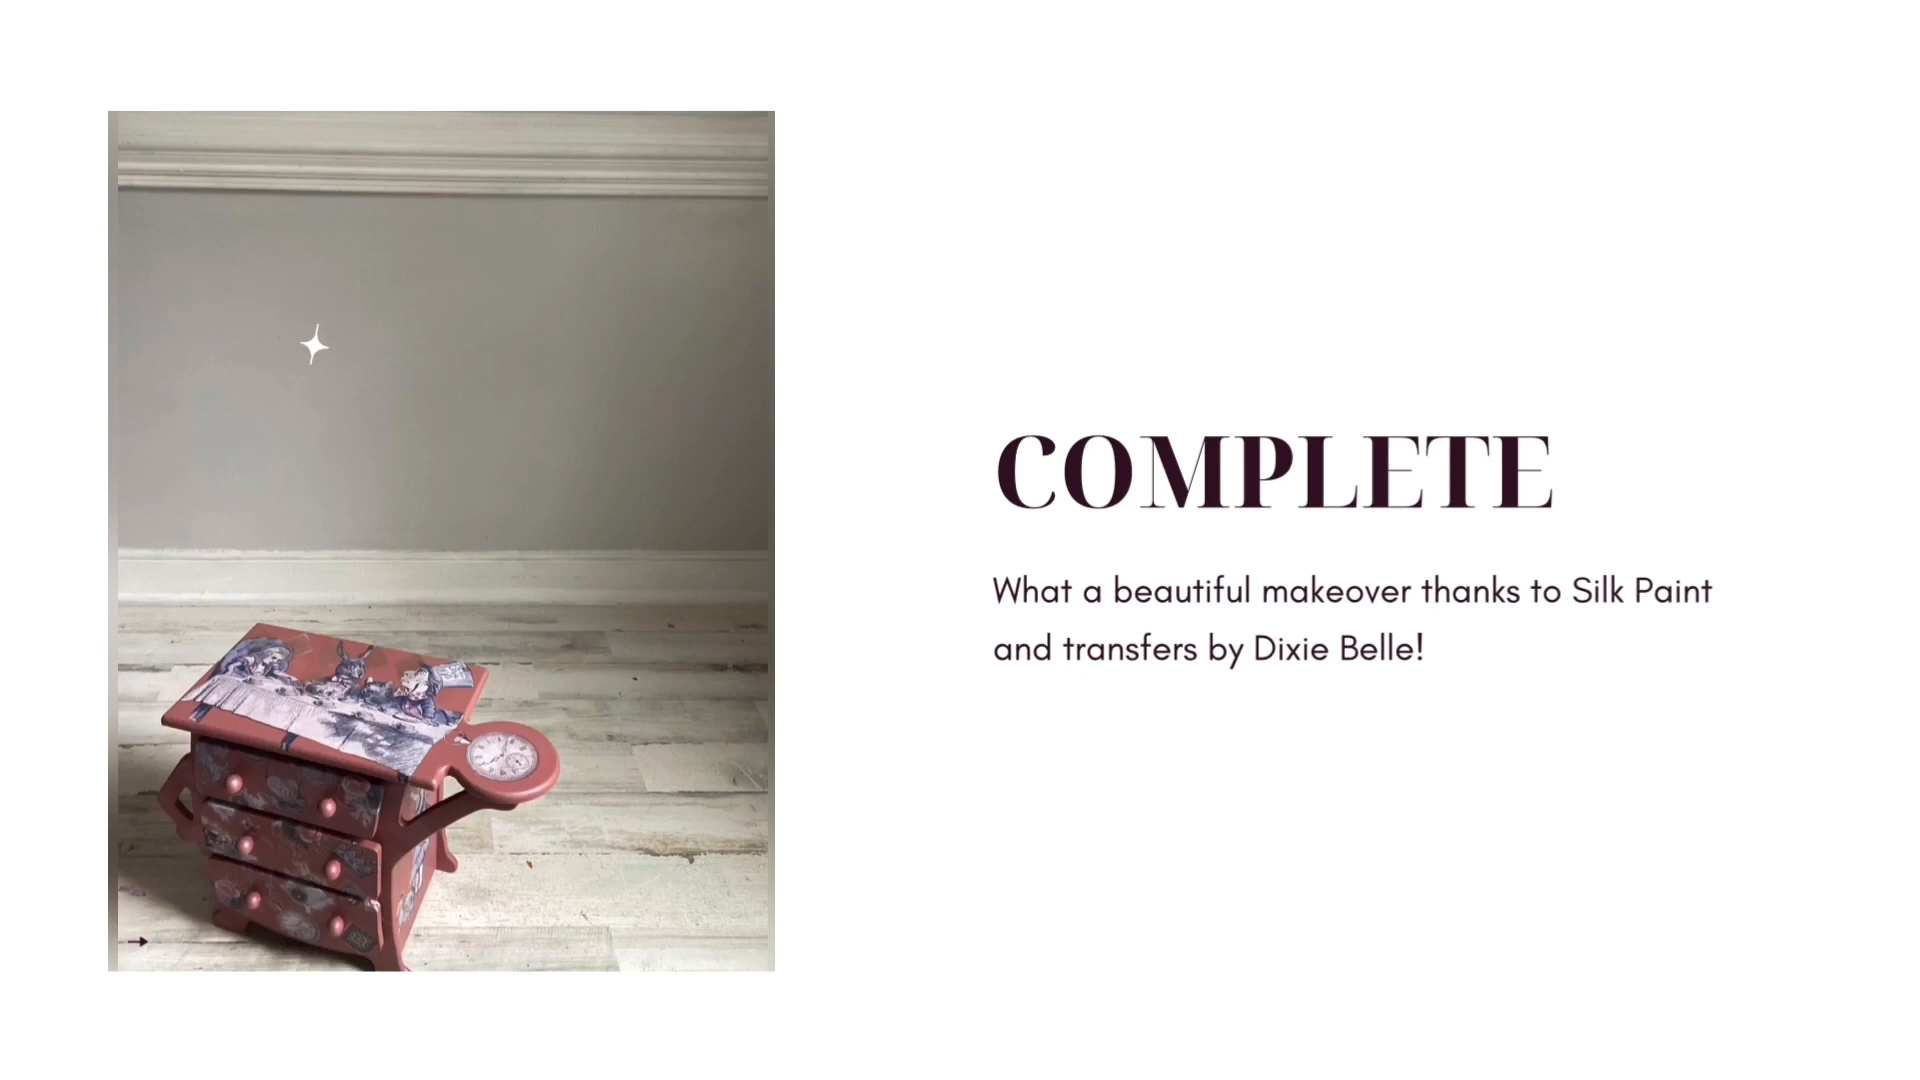 COMPLETE
What a beautiful makeover thanks to Silk Paint
and transfers by Dixie Belle!